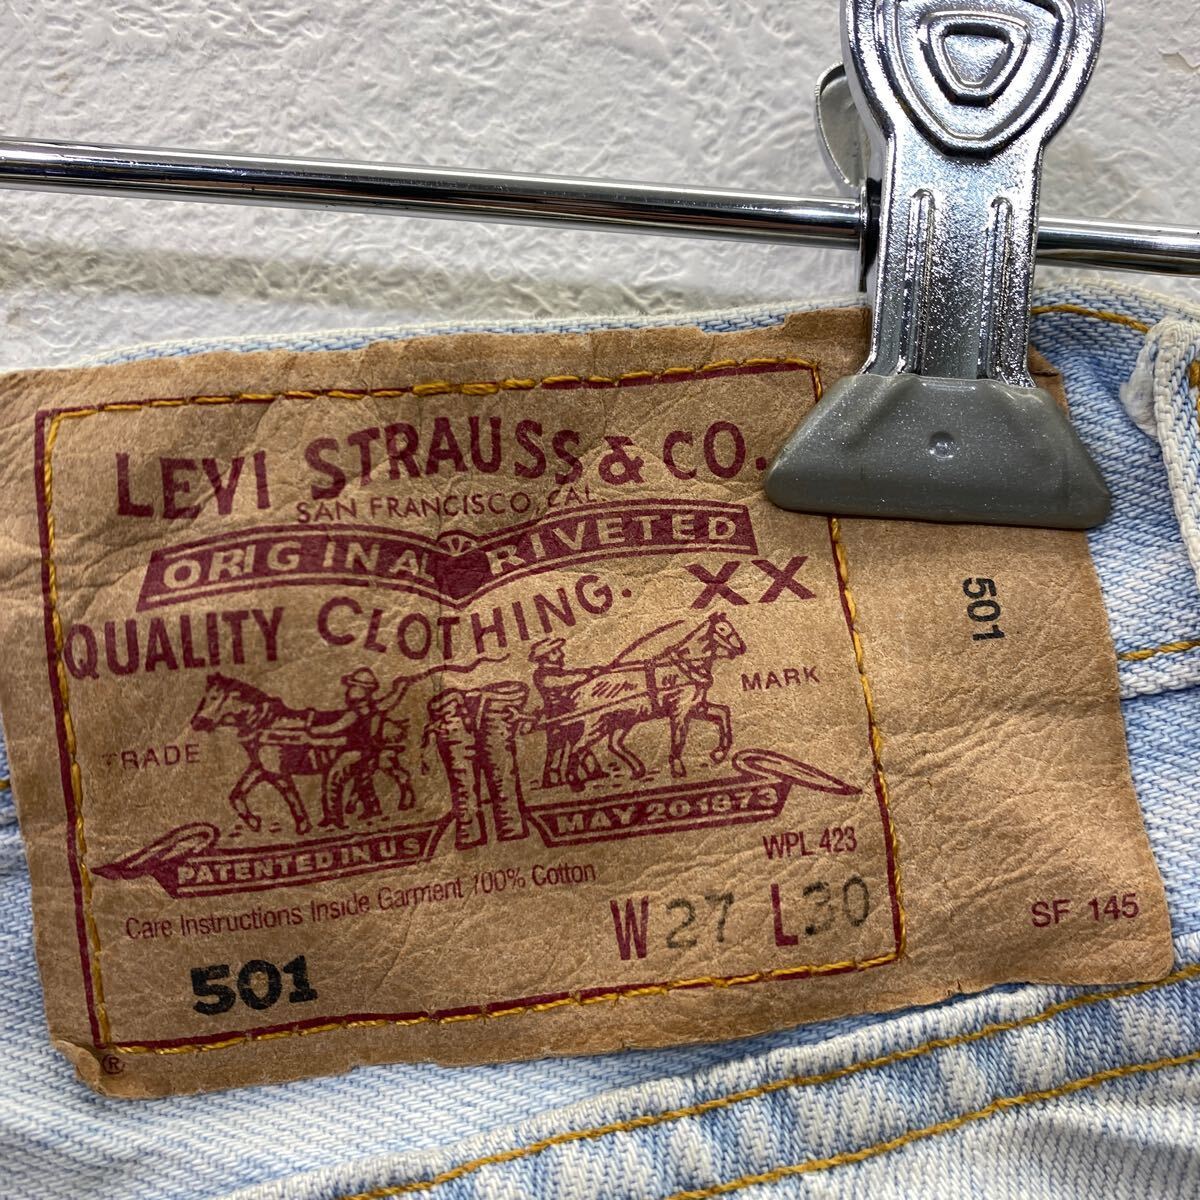 LEVI STRAUSS & CO.
SAN FRANCISCO, CAL.
ORIGINAL RIVETED
QUALITY CLOTHING. XX
TRADE MARK
PATENTED IN U S MAY 20 1873
WPL 423
Care Instructions Inside Garment 100% Cotton
W 27 L 30
501
®
501
SF 145